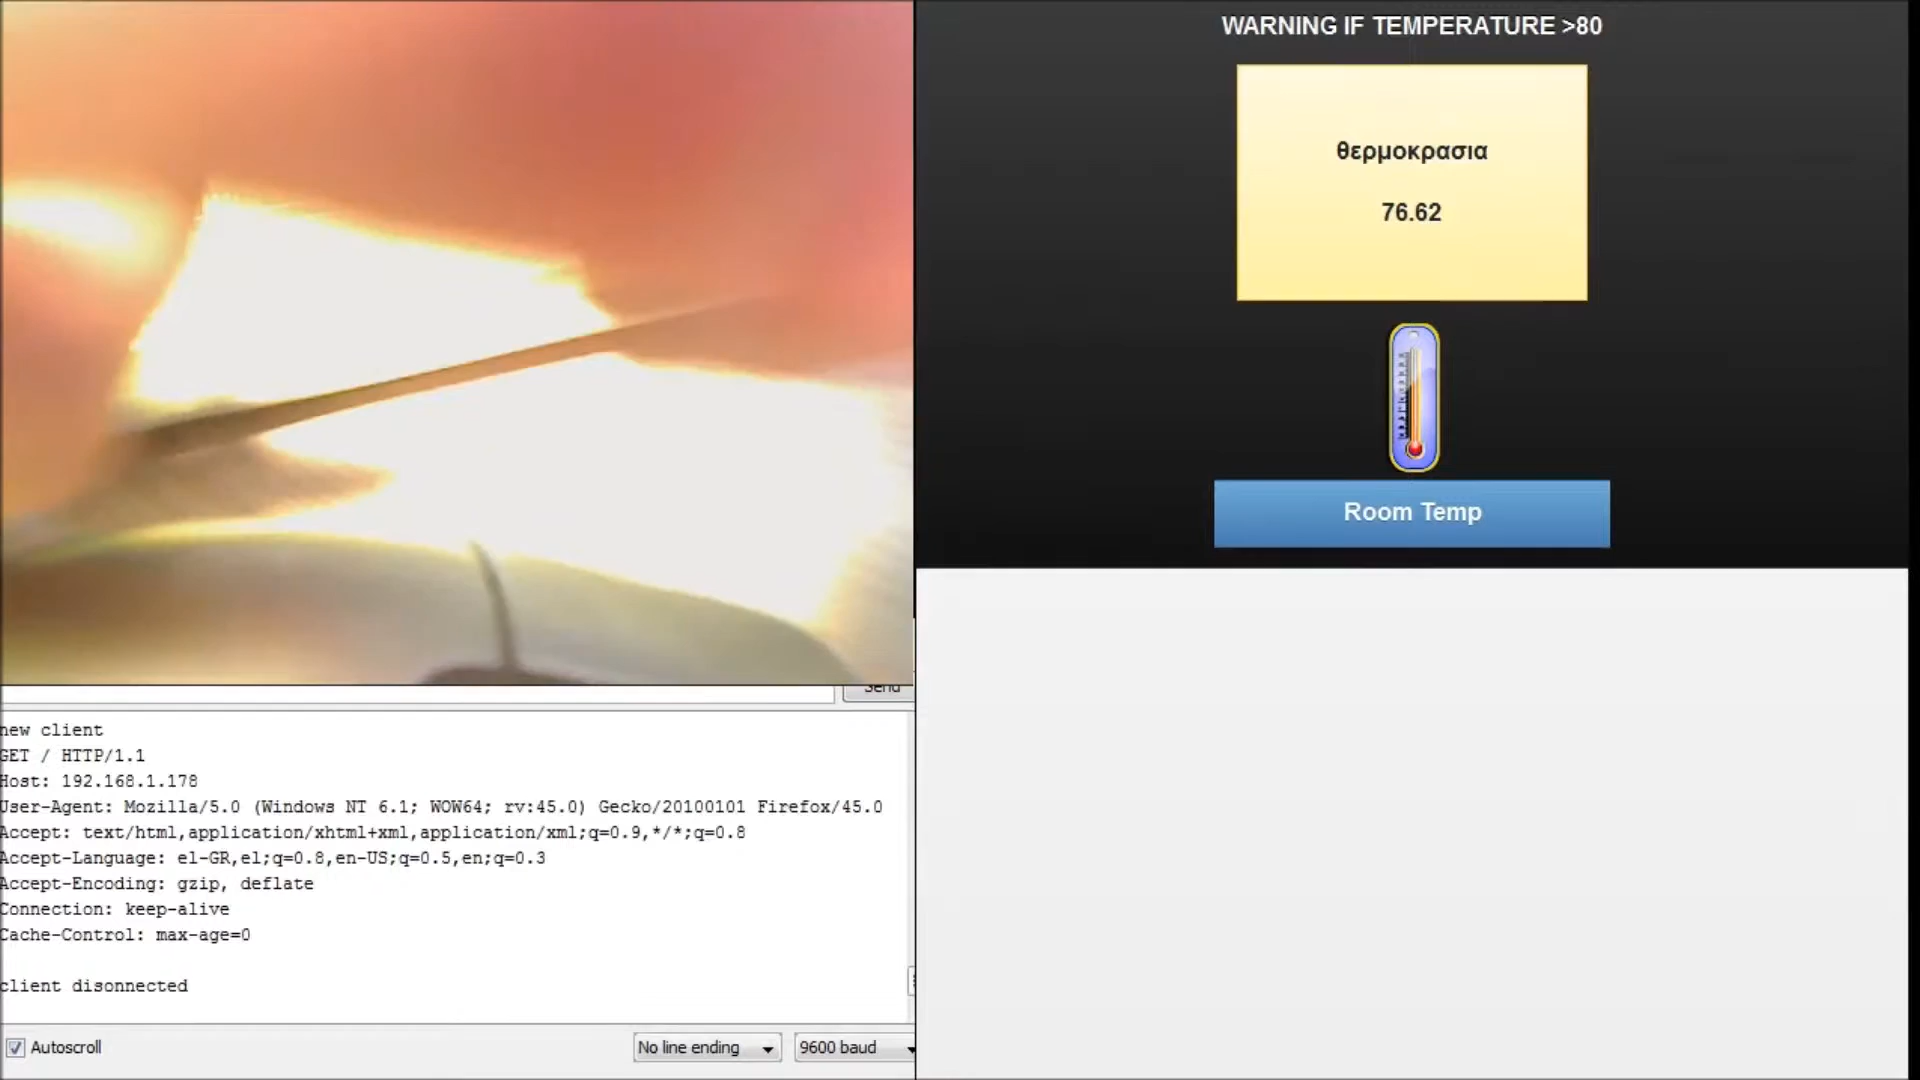 WARNING IF TEMPERATURE >80
θερμοκρασια
76.62
Room Temp
Send
new client
GET / HTTP/1.1
Host: 192.168.1.178
User-Agent: Mozilla/5.0 (Windows NT 6.1; WOW64; rv:45.0) Gecko/20100101 Firefox/45.0
Accept: text/html,application/xhtml+xml,application/xml;q=0.9,*/*;q=0.8
Accept-Language: el-GR,el;q=0.8,en-US;q=0.5,en;q=0.3
Accept-Encoding: gzip, deflate
Connection: keep-alive
Cache-Control: max-age=0
client disonnected
Autoscroll
No line ending
9600 baud